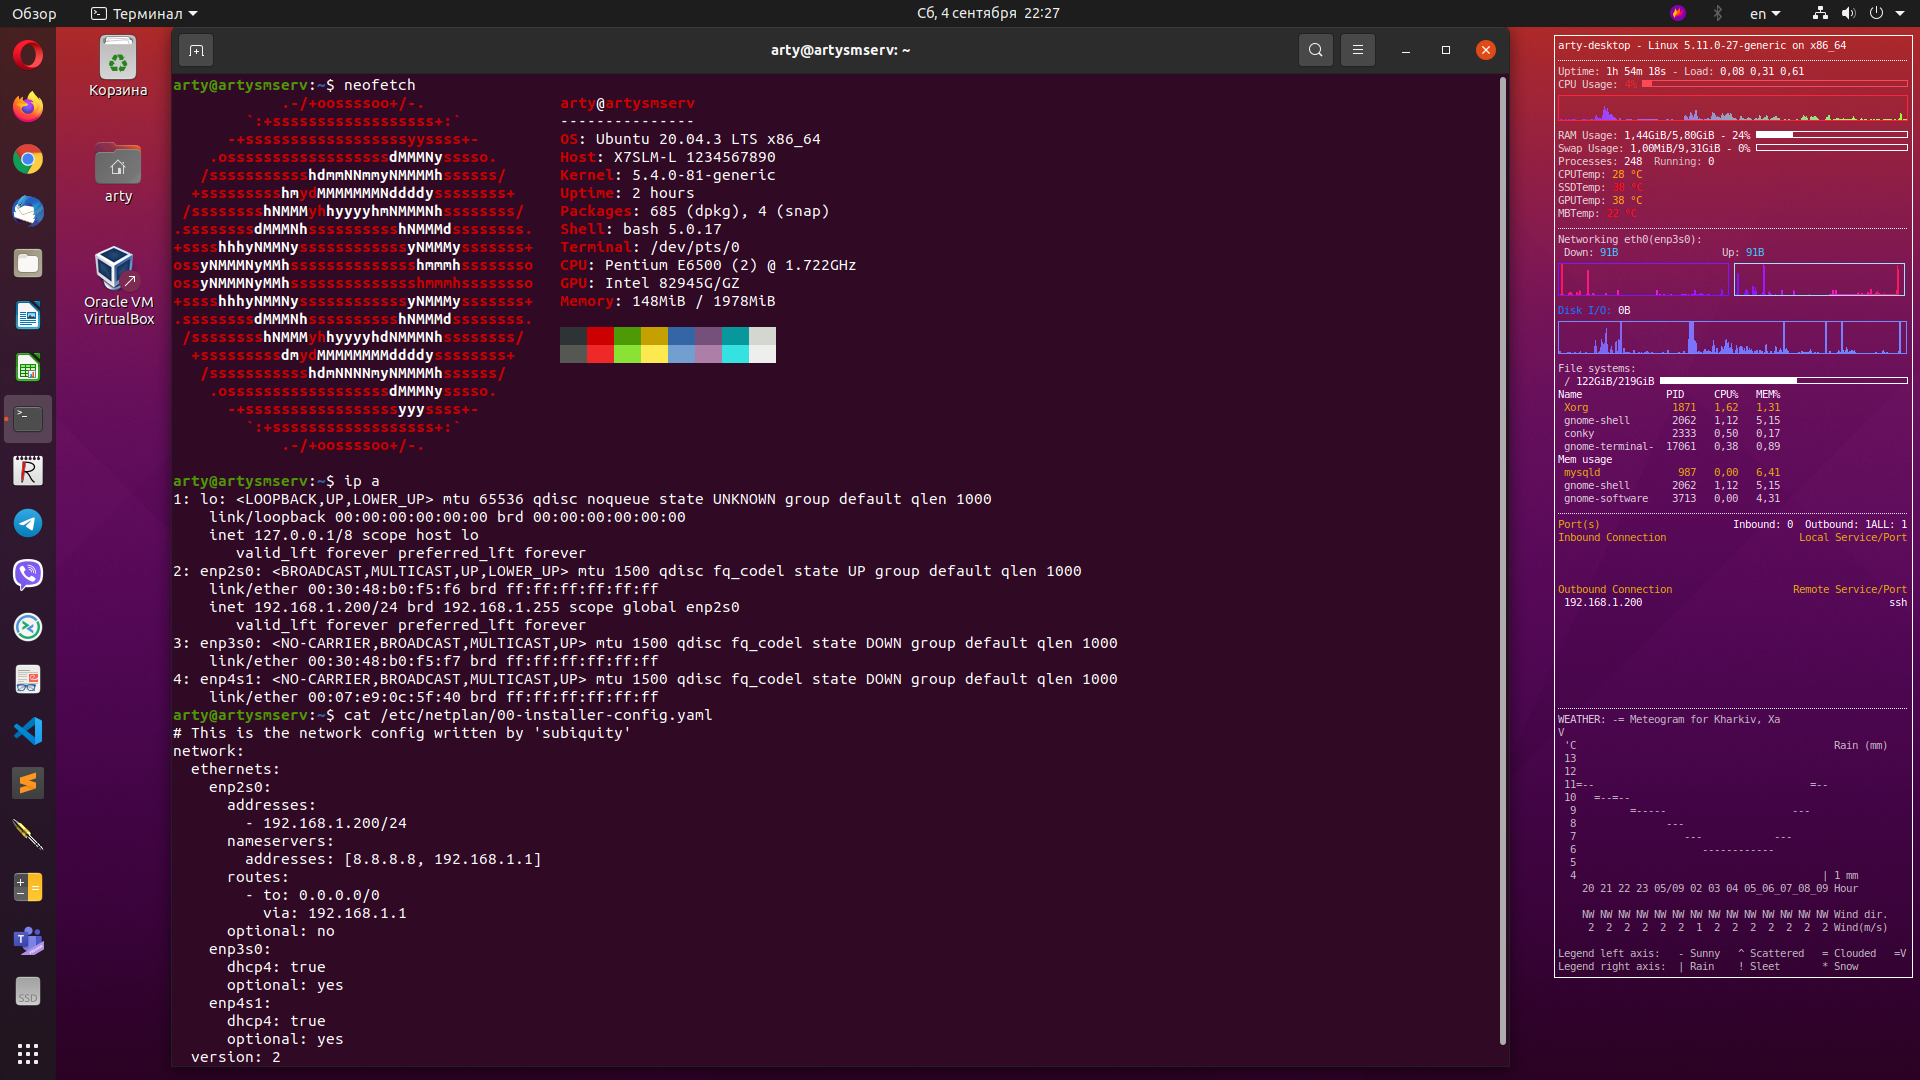 Обзор
Терминал
Сб, 4 сентября 22:27
en
Корзина
arty
Oracle VM
VirtualBox
arty@artysmserv: ~
arty@artysmserv:~$ neofetch
.-/+oossssoo+/-.
`:+ssssssssssssssssss+:`
-+ssssssssssssssssssyyssss+-
.ossssssssssssssssssdMMMNysssso.
/ssssssssssshdmmNNmmyNMMMMhssssss/
+ssssssssshmydMMMMMMMNddddyssssssss+
/sssssssshNMMMyhhyyyyhmNMMMNhssssssss/
.ssssssssdMMMNhsssssssssshNMMMdssssssss.
+sssshhhyNMMNyssssssssssssyNMMMysssssss+
ossyNMMMNyMMhsssssssssssssshmmmhssssssso
ossyNMMMNyMMhsssssssssssssshmmmhssssssso
+sssshhhyNMMNyssssssssssssyNMMMysssssss+
.ssssssssdMMMNhsssssssssshNMMMdssssssss.
/sssssssshNMMMyhhyyyyhdNMMMNhssssssss/
+sssssssssdmydMMMMMMMMddddyssssssss+
/ssssssssssshdmNNNNmyNMMMMhssssss/
.ossssssssssssssssssdMMMNysssso.
-+sssssssssssssssssyyyssss+-
`:+ssssssssssssssssss+:`
.-/+oossssoo+/-.
arty@artysmserv
---------------
OS: Ubuntu 20.04.3 LTS x86_64
Host: X7SLM-L 1234567890
Kernel: 5.4.0-81-generic
Uptime: 2 hours
Packages: 685 (dpkg), 4 (snap)
Shell: bash 5.0.17
Terminal: /dev/pts/0
CPU: Pentium E6500 (2) @ 1.722GHz
GPU: Intel 82945G/GZ
Memory: 148MiB / 1978MiB
arty@artysmserv:~$ ip a
1: lo: <LOOPBACK,UP,LOWER_UP> mtu 65536 qdisc noqueue state UNKNOWN group default qlen 1000
link/loopback 00:00:00:00:00:00 brd 00:00:00:00:00:00
inet 127.0.0.1/8 scope host lo
valid_lft forever preferred_lft forever
2: enp2s0: <BROADCAST,MULTICAST,UP,LOWER_UP> mtu 1500 qdisc fq_codel state UP group default qlen 1000
link/ether 00:30:48:b0:f5:f6 brd ff:ff:ff:ff:ff:ff
inet 192.168.1.200/24 brd 192.168.1.255 scope global enp2s0
valid_lft forever preferred_lft forever
3: enp3s0: <NO-CARRIER,BROADCAST,MULTICAST,UP> mtu 1500 qdisc fq_codel state DOWN group default qlen 1000
link/ether 00:30:48:b0:f5:f7 brd ff:ff:ff:ff:ff:ff
4: enp4s1: <NO-CARRIER,BROADCAST,MULTICAST,UP> mtu 1500 qdisc fq_codel state DOWN group default qlen 1000
link/ether 00:07:e9:0c:5f:40 brd ff:ff:ff:ff:ff:ff
arty@artysmserv:~$ cat /etc/netplan/00-installer-config.yaml
# This is the network config written by 'subiquity'
network:
ethernets:
enp2s0:
addresses:
- 192.168.1.200/24
nameservers:
addresses: [8.8.8.8, 192.168.1.1]
routes:
- to: 0.0.0.0/0
via: 192.168.1.1
optional: no
enp3s0:
dhcp4: true
optional: yes
enp4s1:
dhcp4: true
optional: yes
version: 2
arty-desktop - Linux 5.11.0-27-generic on x86_64
Uptime: 1h 54m 18s - Load: 0,08 0,31 0,61
CPU Usage: 4%
RAM Usage: 1,44GiB/5,80GiB - 24%
Swap Usage: 1,00MiB/9,31GiB - 0%
Processes: 248 Running: 0
CPUTemp: 28 °C
SSDTemp: 38 °C
GPUTemp: 38 °C
MBTemp: 22 °C
Networking eth0(enp3s0):
Down: 91B Up: 91B
Disk I/O: 0B
File systems:
/ 122GiB/219GiB
Name PID CPU% MEM%
Xorg 1871 1,62 1,31
gnome-shell 2062 1,12 5,15
conky 2333 0,50 0,17
gnome-terminal- 17061 0,38 0,89
Mem usage
mysqld 987 0,00 6,41
gnome-shell 2062 1,12 5,15
gnome-software 3713 0,00 4,31
Port(s) Inbound: 0 Outbound: 1ALL: 1
Inbound Connection Local Service/Port
Outbound Connection Remote Service/Port
192.168.1.200 ssh
WEATHER: -= Meteogram for Kharkiv, Xa
V
'C Rain (mm)
13
12
11=-- =--
10 =--=--
9 =----- ---
8 ---
7 --- ---
6 ------------
5
4 | 1 mm
20 21 22 23 05/09 02 03 04 05_06_07_08_09 Hour
NW NW NW NW NW NW NW NW NW NW NW NW NW NW Wind dir.
2 2 2 2 2 2 1 2 2 2 2 2 2 2 Wind(m/s)
Legend left axis: - Sunny ^ Scattered = Clouded =V
Legend right axis: | Rain ! Sleet * Snow
SSD